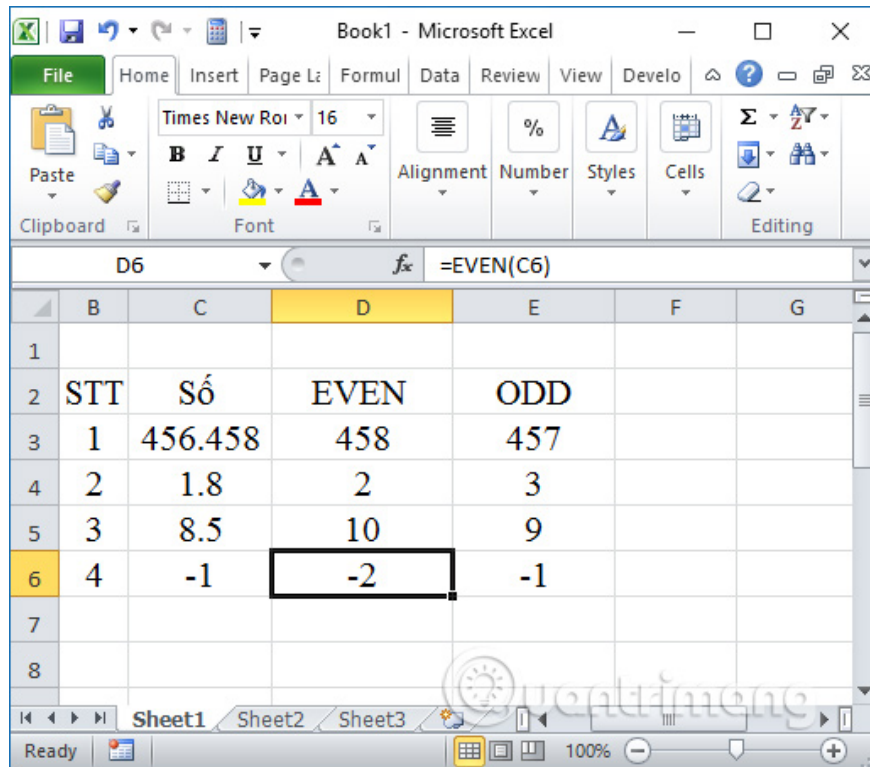 Book1 - Microsoft Excel
File Home Insert Page La Formul Data Review View Develo
Times New Roi 16
B I U A A
Paste Alignment Number Styles Cells
%
Clipboard Font Editing
D6 fx =EVEN(C6)
B C D E F G
1
2 STT Số EVEN ODD
3 1 456.458 458 457
4 2 1.8 2 3
5 3 8.5 10 9
6 4 -1 -2 -1
7
8
Quantrimang
Sheet1 Sheet2 Sheet3
Ready 100%